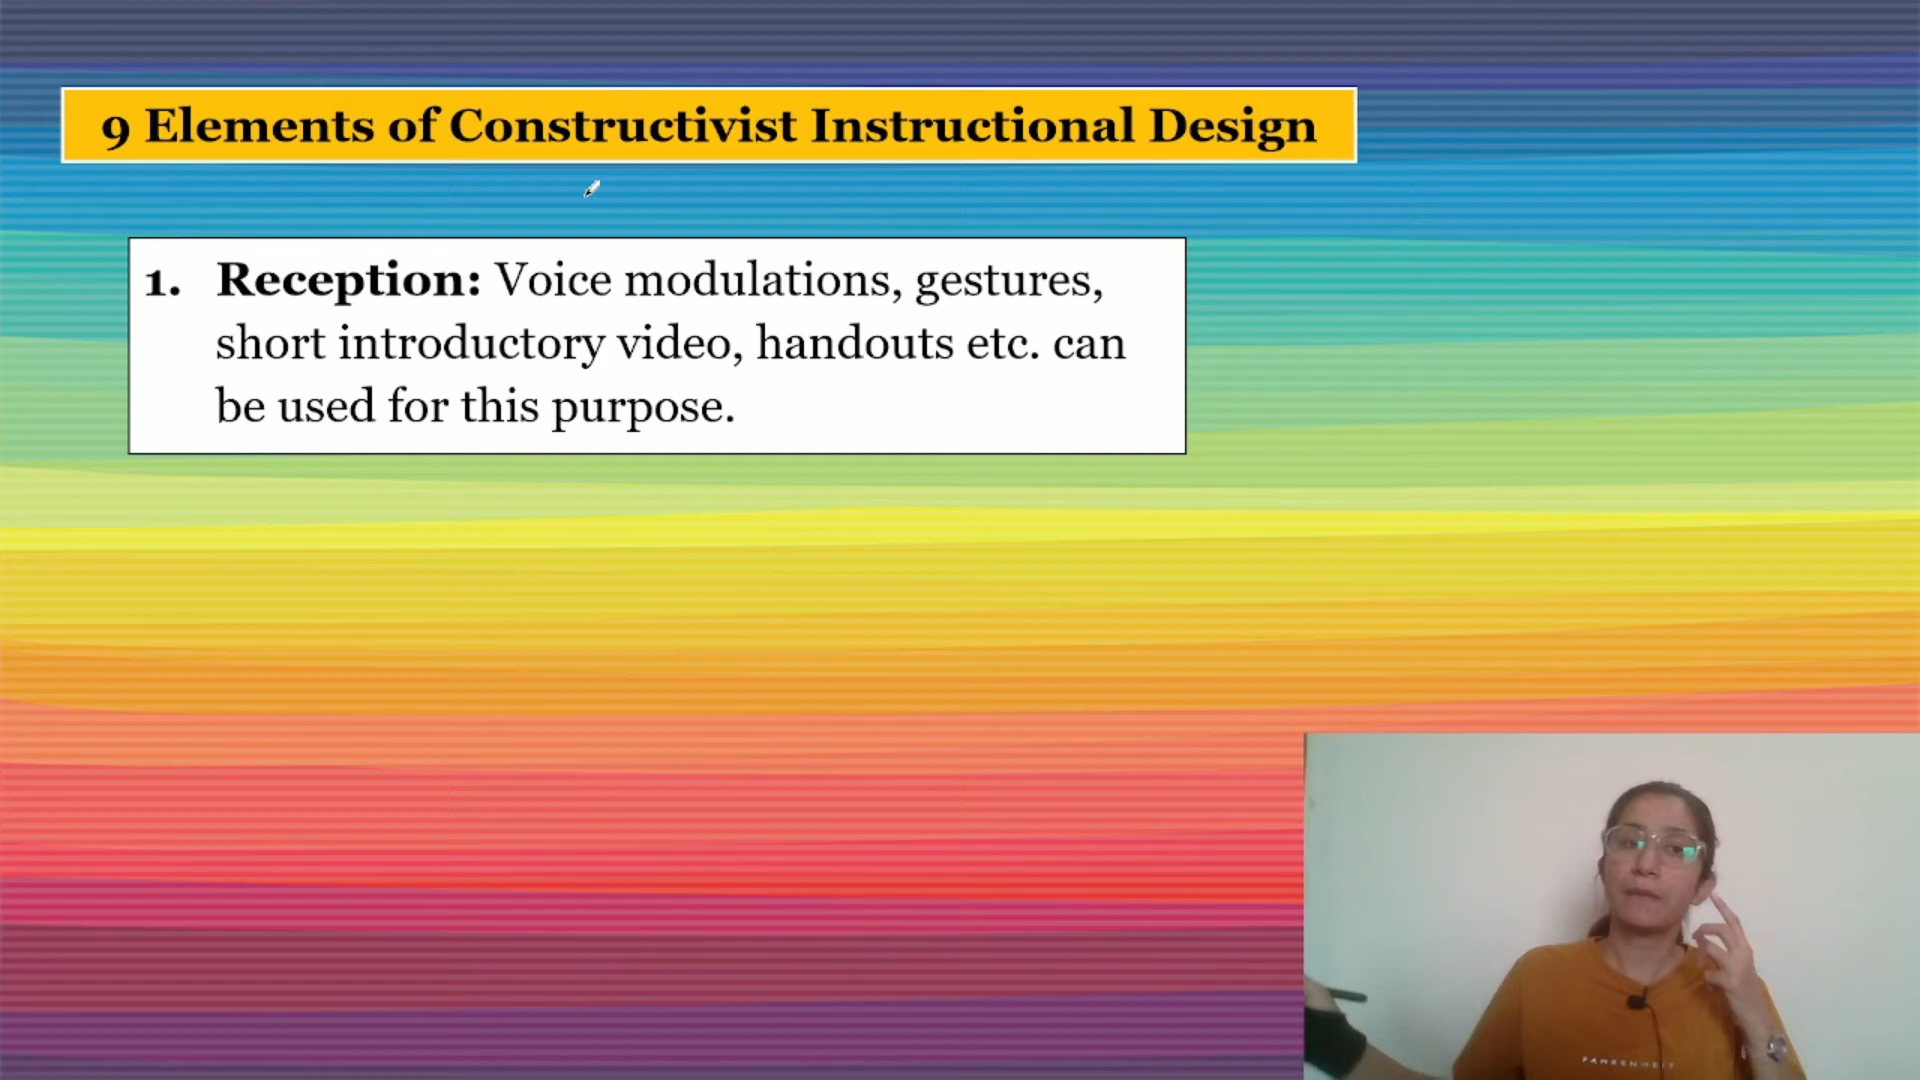 9 Elements of Constructivist Instructional Design
1. Reception: Voice modulations, gestures,
short introductory video, handouts etc. can
be used for this purpose.
FAHRENHEIT